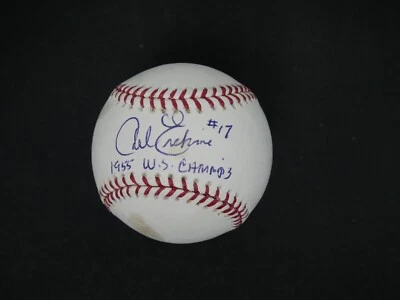 #17
Carl Erskine
1955 W.S. CHAMPS